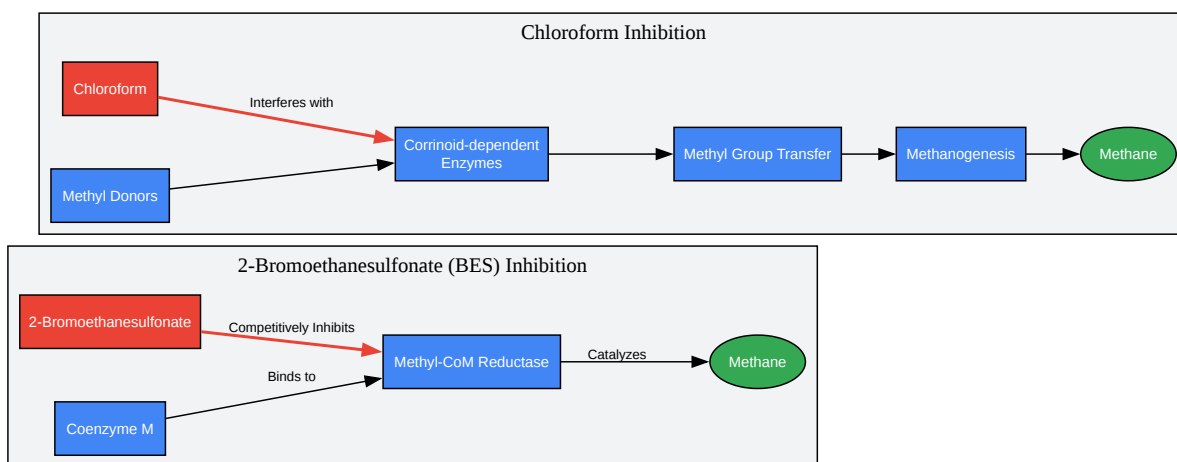 Chloroform Inhibition
Chloroform
Interferes with
Corrinoid-dependent
Enzymes
Methyl Group Transfer
Methanogenesis
Methane
Methyl Donors
2-Bromoethanesulfonate (BES) Inhibition
2-Bromoethanesulfonate
Competitively Inhibits
Methyl-CoM Reductase
Catalyzes
Methane
Binds to
Coenzyme M